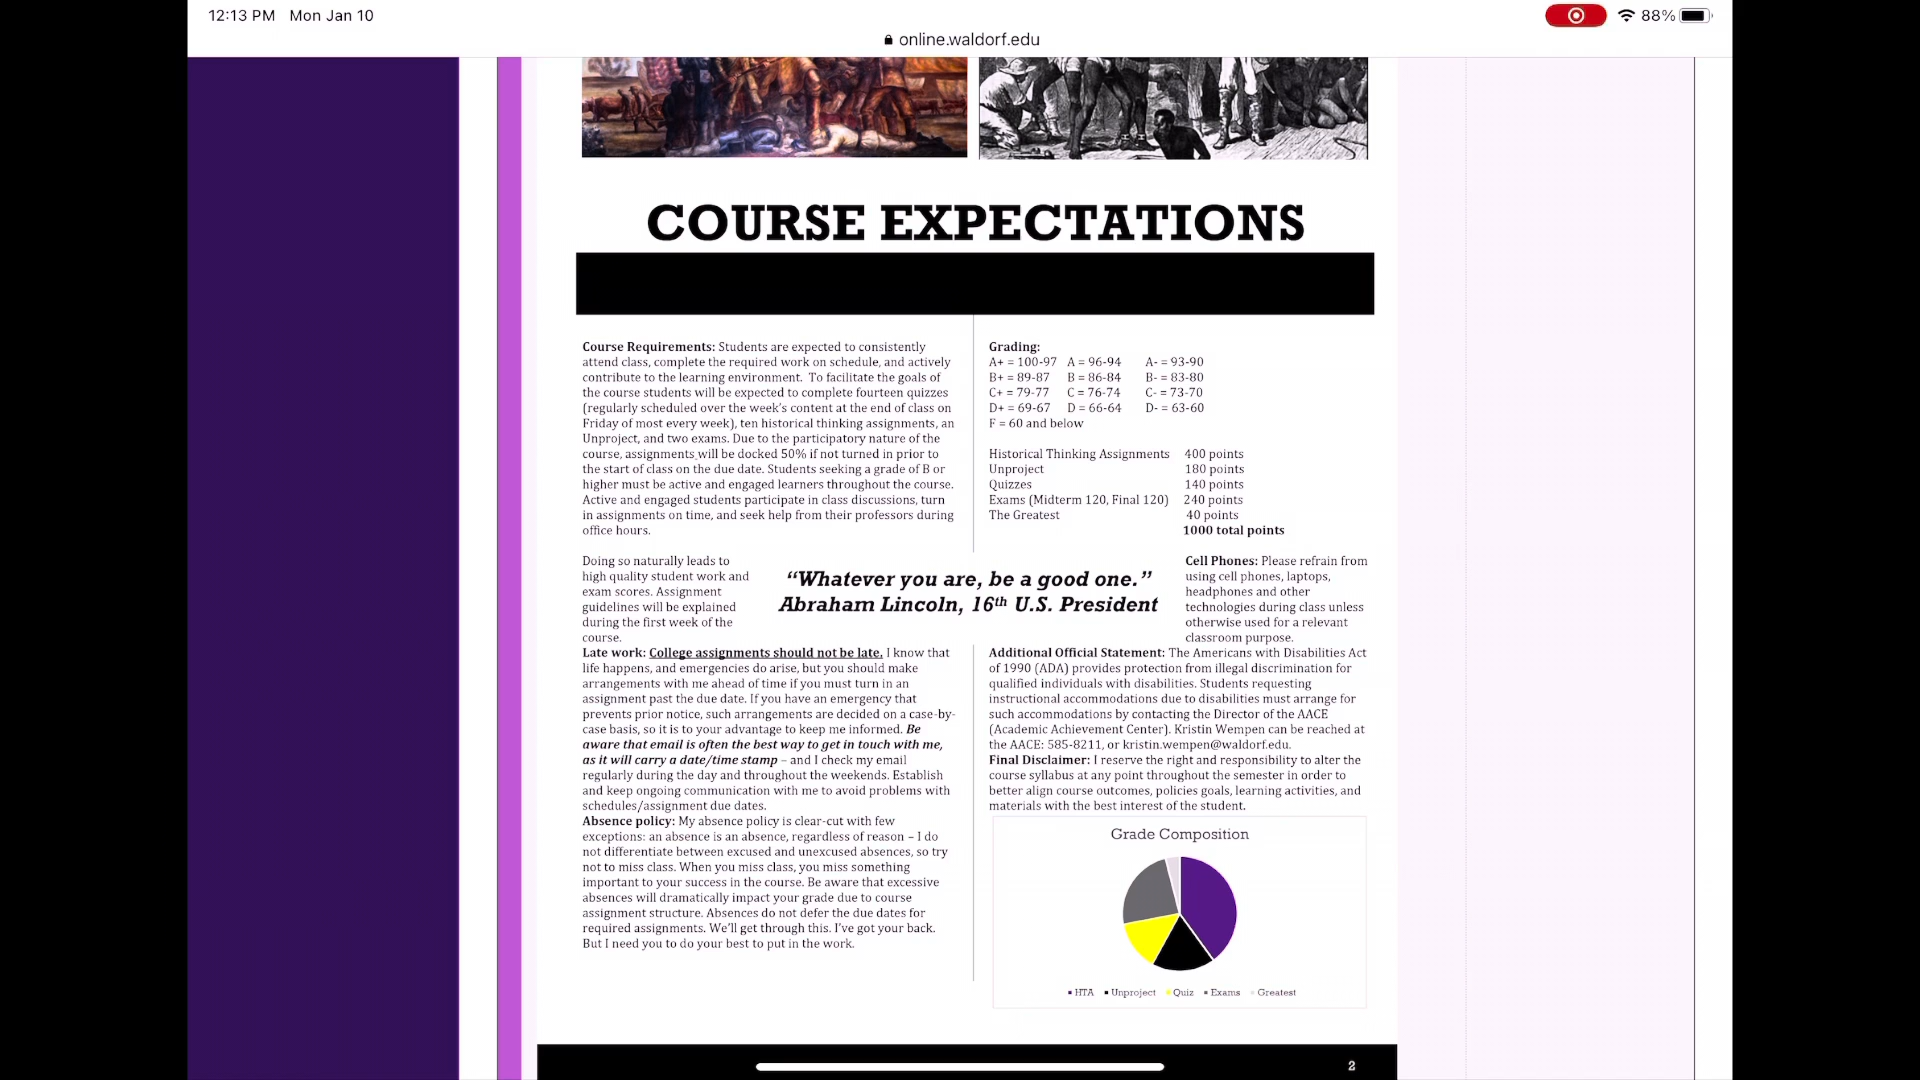 12:13 PM Mon Jan 10
88%
online.waldorf.edu
COURSE EXPECTATIONS
Course Requirements: Students are expected to consistently
attend class, complete the required work on schedule, and actively
contribute to the learning environment. To facilitate the goals of
the course students will be expected to complete fourteen quizzes
(regularly scheduled over the week's content at the end of class on
Friday of most every week), ten historical thinking assignments, an
Unproject, and two exams. Due to the participatory nature of the
course, assignments will be docked 50% if not turned in prior to
the start of class on the due date. Students seeking a grade of B or
higher must be active and engaged learners throughout the course.
Active and engaged students participate in class discussions, turn
in assignments on time, and seek help from their professors during
office hours.
Doing so naturally leads to
high quality student work and
exam scores. Assignment
guidelines will be explained
during the first week of the
course.
Late work: College assignments should not be late. I know that
life happens, and emergencies do arise, but you should make
arrangements with me ahead of time if you must turn in an
assignment past the due date. If you have an emergency that
prevents prior notice, such arrangements are decided on a case-by-
case basis, so it is to your advantage to keep me informed. Be
aware that email is often the best way to get in touch with me,
as it will carry a date/time stamp – and I check my email
regularly during the day and throughout the weekends. Establish
and keep ongoing communication with me to avoid problems with
schedules/assignment due dates.
Absence policy: My absence policy is clear-cut with few
exceptions: an absence is an absence, regardless of reason – I do
not differentiate between excused and unexcused absences, so try
not to miss class. When you miss class, you miss something
important to your success in the course. Be aware that excessive
absences will dramatically impact your grade due to course
assignment structure. Absences do not defer the due dates for
required assignments. We'll get through this. I've got your back.
But I need you to do your best to put in the work.
"Whatever you are, be a good one."
Abraham Lincoln, 16th U.S. President
Grading:
A+ = 100-97 A = 96-94 A- = 93-90
B+ = 89-87 B = 86-84 B- = 83-80
C+ = 79-77 C = 76-74 C- = 73-70
D+ = 69-67 D = 66-64 D- = 63-60
F = 60 and below
Historical Thinking Assignments 400 points
Unproject 180 points
Quizzes 140 points
Exams (Midterm 120, Final 120) 240 points
The Greatest 40 points
1000 total points
Cell Phones: Please refrain from
using cell phones, laptops,
headphones and other
technologies during class unless
otherwise used for a relevant
classroom purpose.
Additional Official Statement: The Americans with Disabilities Act
of 1990 (ADA) provides protection from illegal discrimination for
qualified individuals with disabilities. Students requesting
instructional accommodations due to disabilities must arrange for
such accommodations by contacting the Director of the AACE
(Academic Achievement Center). Kristin Wempen can be reached at
the AACE: 585-8211, or kristin.wempen@waldorf.edu.
Final Disclaimer: I reserve the right and responsibility to alter the
course syllabus at any point throughout the semester in order to
better align course outcomes, policies goals, learning activities, and
materials with the best interest of the student.
Grade Composition
HTA Unproject Quiz Exams Greatest
2